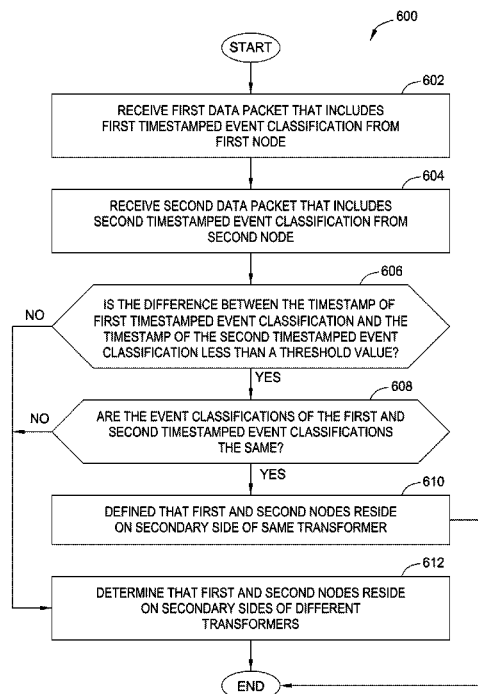 600
START
602
RECEIVE FIRST DATA PACKET THAT INCLUDES
FIRST TIMESTAMPED EVENT CLASSIFICATION FROM
FIRST NODE
604
RECEIVE SECOND DATA PACKET THAT INCLUDES
SECOND TIMESTAMPED EVENT CLASSIFICATION FROM
SECOND NODE
606
NO
IS THE DIFFERENCE BETWEEN THE TIMESTAMP OF
FIRST TIMESTAMPED EVENT CLASSIFICATION AND THE
TIMESTAMP OF THE SECOND TIMESTAMPED EVENT
CLASSIFICATION LESS THAN A THRESHOLD VALUE?
YES
608
NO
ARE THE EVENT CLASSIFICATIONS OF THE FIRST AND
SECOND TIMESTAMPED EVENT CLASSIFICATIONS
THE SAME?
YES
610
DEFINED THAT FIRST AND SECOND NODES RESIDE
ON SECONDARY SIDE OF SAME TRANSFORMER
612
DETERMINE THAT FIRST AND SECOND NODES RESIDE
ON SECONDARY SIDES OF DIFFERENT
TRANSFORMERS
END